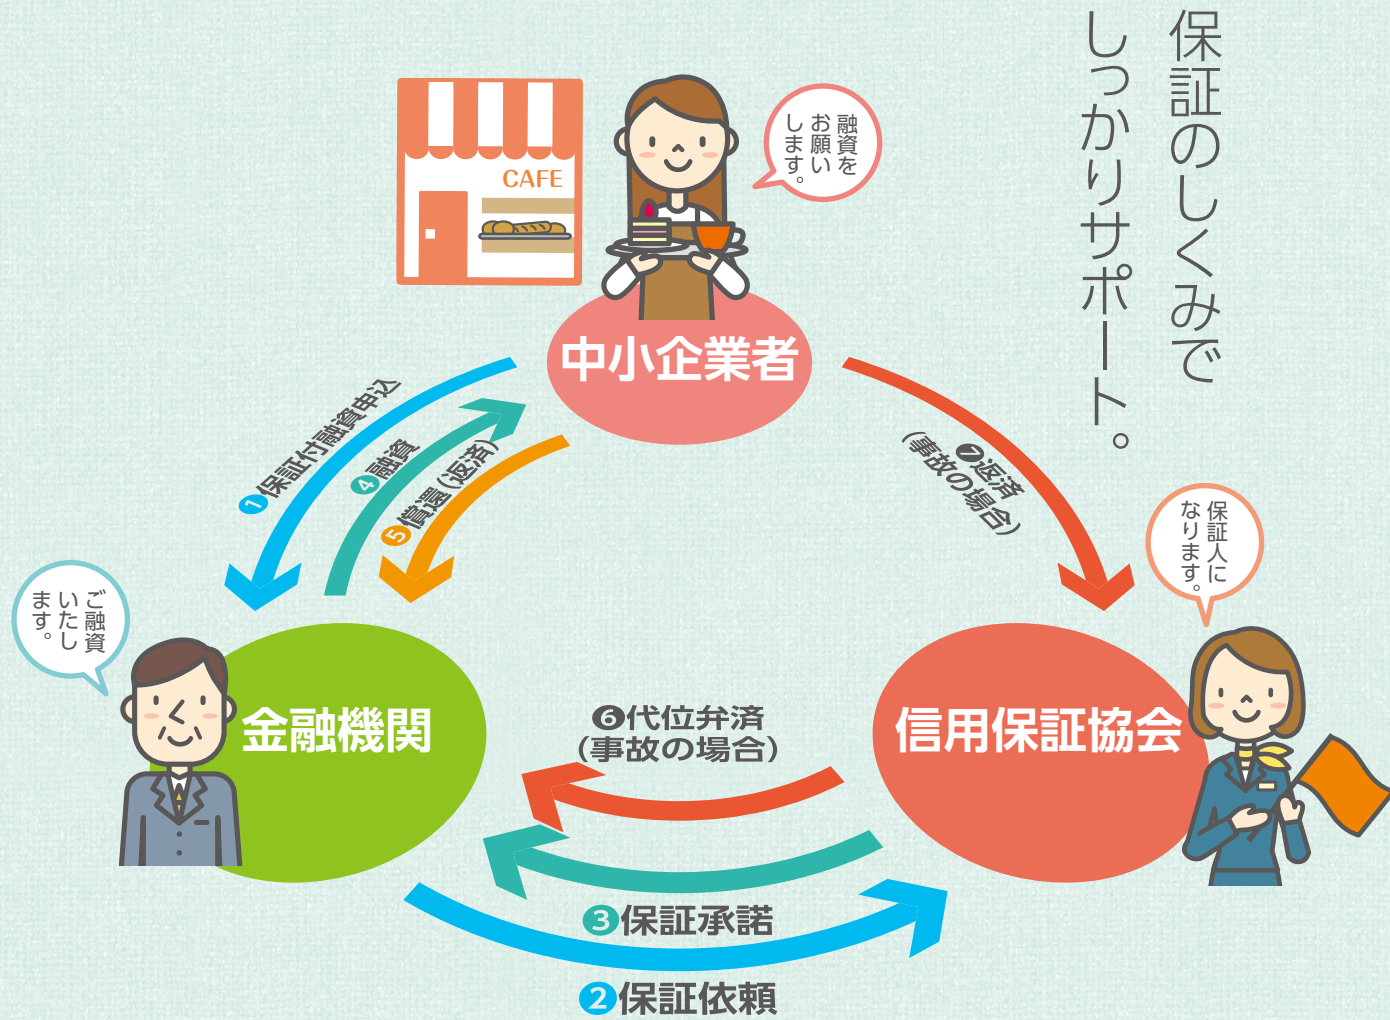 保証のしくみで
しっかりサポート。
CAFE
融資を
お願い
します。
中小企業者
❶保証付融資申込
❹融資
❺償還(返済)
❼返済
(事故の場合)
保証人に
なります。
ご融資
いたし
ます。
金融機関
信用保証協会
❻代位弁済
(事故の場合)
❸保証承諾
❷保証依頼